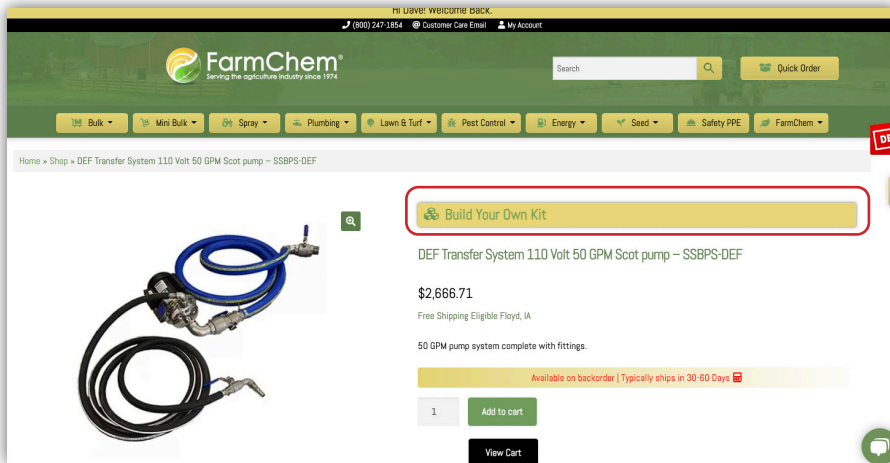 Hi Dave! Welcome Back.
(800) 247-1854 @ Customer Care Email My Account
FarmChem®
Serving the agriculture industry since 1974
Search
Quick Order
Bulk Mini Bulk Spray Plumbing Lawn & Turf Pest Control Energy Seed Safety PPE FarmChem
Home » Shop » DEF Transfer System 110 Volt 50 GPM Scot pump – SSBPS-DEF
Build Your Own Kit
DEF Transfer System 110 Volt 50 GPM Scot pump – SSBPS-DEF
$2,666.71
Free Shipping Eligible Floyd, IA
50 GPM pump system complete with fittings.
Available on backorder | Typically ships in 30-60 Days
1 Add to cart
View Cart